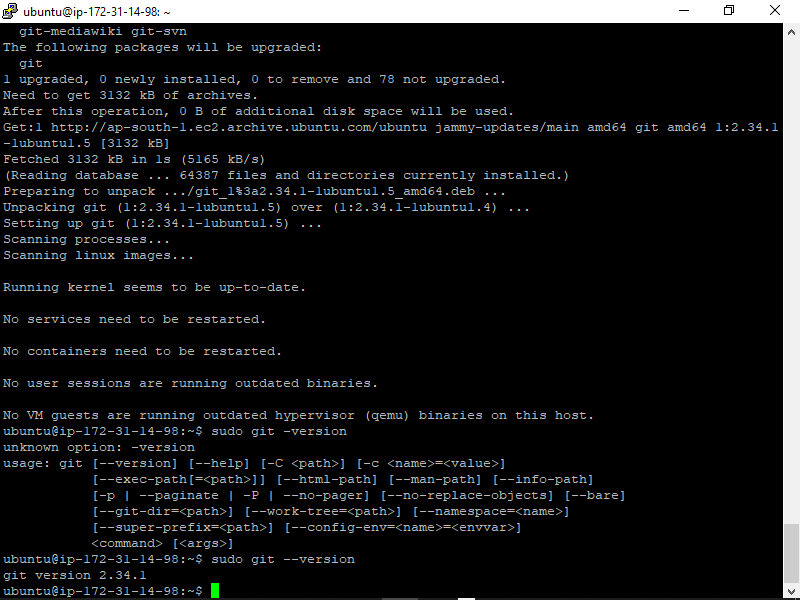 ubuntu@ip-172-31-14-98: ~
git-mediawiki git-svn
The following packages will be upgraded:
git
1 upgraded, 0 newly installed, 0 to remove and 78 not upgraded.
Need to get 3132 kB of archives.
After this operation, 0 B of additional disk space will be used.
Get:1 http://ap-south-1.ec2.archive.ubuntu.com/ubuntu jammy-updates/main amd64 git amd64 1:2.34.1
-1ubuntu1.5 [3132 kB]
Fetched 3132 kB in 1s (5165 kB/s)
(Reading database ... 64387 files and directories currently installed.)
Preparing to unpack .../git_1%3a2.34.1-1ubuntu1.5_amd64.deb ...
Unpacking git (1:2.34.1-1ubuntu1.5) over (1:2.34.1-1ubuntu1.4) ...
Setting up git (1:2.34.1-1ubuntu1.5) ...
Scanning processes...
Scanning linux images...
Running kernel seems to be up-to-date.
No services need to be restarted.
No containers need to be restarted.
No user sessions are running outdated binaries.
No VM guests are running outdated hypervisor (qemu) binaries on this host.
ubuntu@ip-172-31-14-98:~$ sudo git -version
unknown option: -version
usage: git [--version] [--help] [-C <path>] [-c <name>=<value>]
[--exec-path[=<path>]] [--html-path] [--man-path] [--info-path]
[-p | --paginate | -P | --no-pager] [--no-replace-objects] [--bare]
[--git-dir=<path>] [--work-tree=<path>] [--namespace=<name>]
[--super-prefix=<path>] [--config-env=<name>=<envvar>]
<command> [<args>]
ubuntu@ip-172-31-14-98:~$ sudo git --version
git version 2.34.1
ubuntu@ip-172-31-14-98:~$